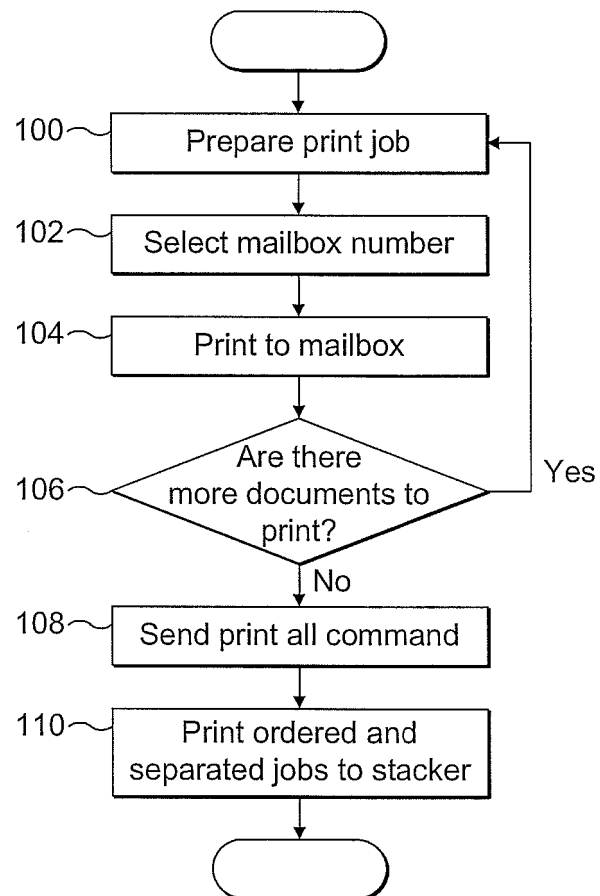 100
Prepare print job
102
Select mailbox number
104
Print to mailbox
106
Are there
more documents to
print?
Yes
No
108
Send print all command
110
Print ordered and
separated jobs to stacker